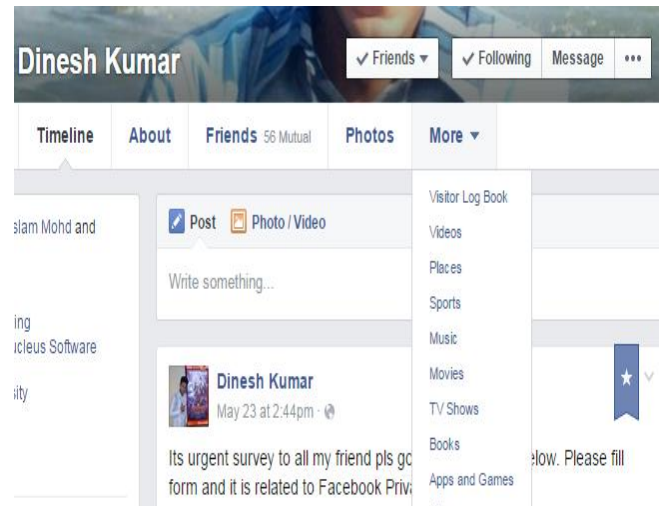 Dinesh Kumar
Friends
Following
Message
Timeline
About
Friends 56 Mutual
Photos
More
Visitor Log Book
Videos
Places
Sports
Music
Movies
TV Shows
Books
Apps and Games
slam Mohd and
ing
ucleus Software
sity
Post
Photo / Video
Write something...
Dinesh Kumar
May 23 at 2:44pm ·
Its urgent survey to all my friend pls go elow. Please fill
form and it is related to Facebook Priva